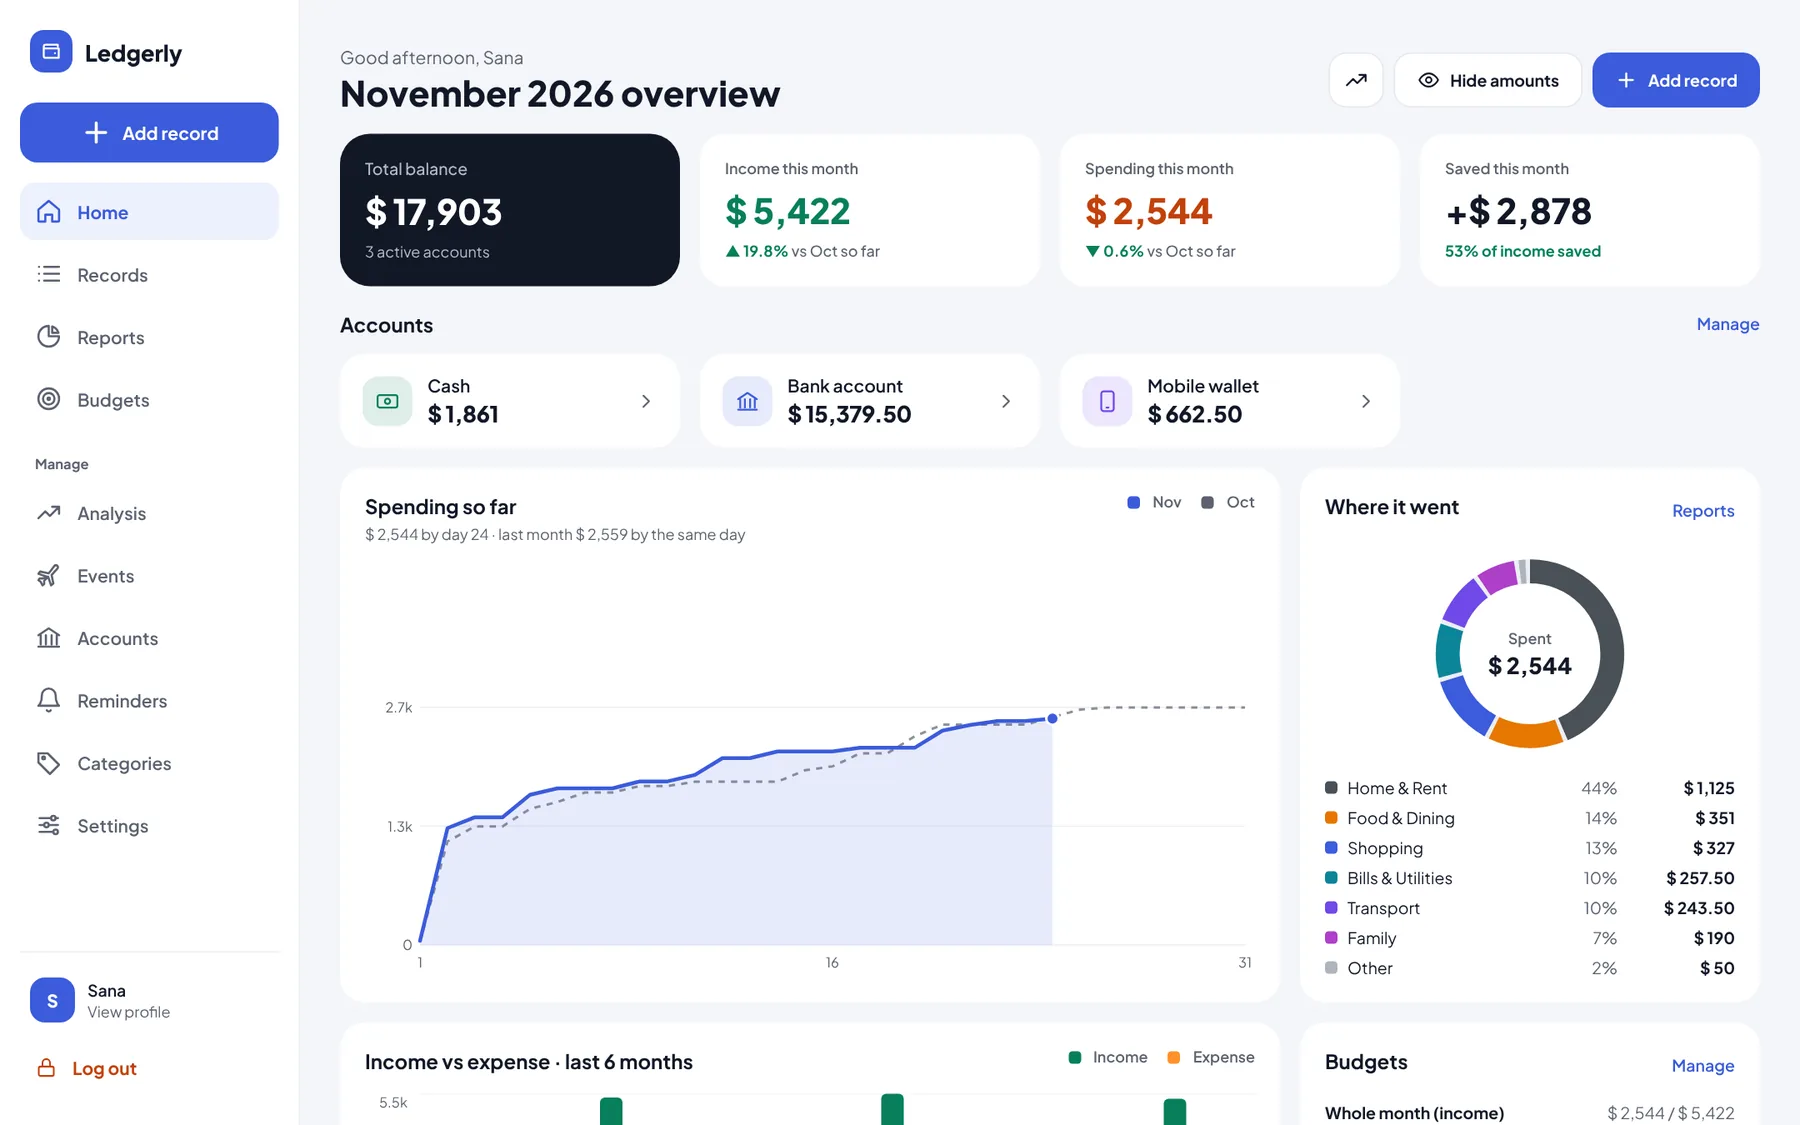 Ledgerly
Add record
Home
Records
Reports
Budgets
Manage
Analysis
Events
Accounts
Reminders
Categories
Settings
S
Sana
View profile
Log out
Good afternoon, Sana
November 2026 overview
Hide amounts
Add record
Total balance
$ 17,903
3 active accounts
Income this month
$ 5,422
▲ 19.8% vs Oct so far
Spending this month
$ 2,544
▼ 0.6% vs Oct so far
Saved this month
+$ 2,878
53% of income saved
Accounts
Manage
Cash
$ 1,861
Bank account
$ 15,379.50
Mobile wallet
$ 662.50
Spending so far
Nov Oct
$ 2,544 by day 24 · last month $ 2,559 by the same day
2.7k
1.3k
0
1 16 31
Where it went
Reports
Spent
$ 2,544
Home & Rent 44% $ 1,125
Food & Dining 14% $ 351
Shopping 13% $ 327
Bills & Utilities 10% $ 257.50
Transport 10% $ 243.50
Family 7% $ 190
Other 2% $ 50
Income vs expense · last 6 months
Income Expense
5.5k
Budgets
Manage
Whole month (income) $ 2,544 / $ 5,422